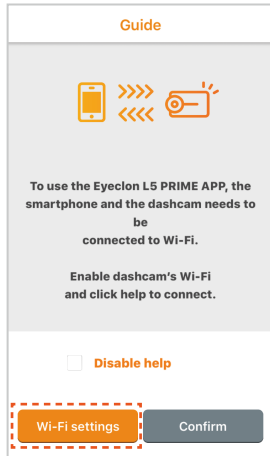 Guide
To use the Eyeclon L5 PRIME APP, the
smartphone and the dashcam needs to
be
connected to Wi-Fi.
Enable dashcam's Wi-Fi
and click help to connect.
Disable help
Wi-Fi settings
Confirm